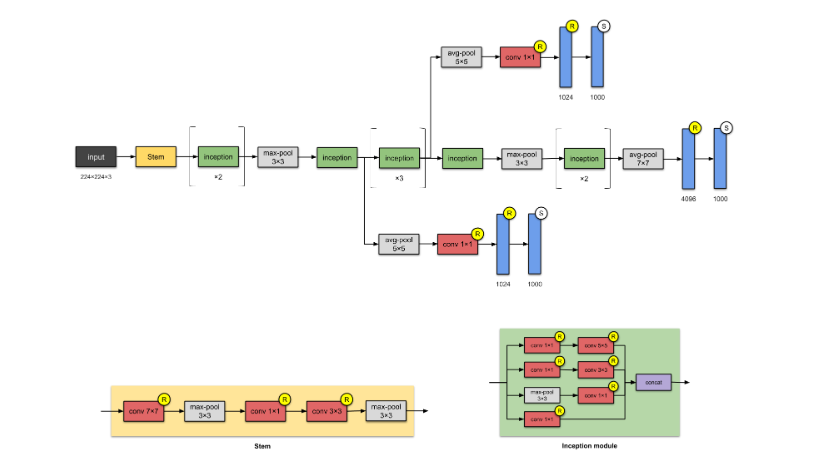 R
S
avg-pool
5×5
conv 1×1
R
1024
1000
input
224×224×3
Stem
inception
×2
max-pool
3×3
inception
inception
×3
inception
max-pool
3×3
inception
×2
avg-pool
7×7
R
S
4096
1000
avg-pool
5×5
conv 1×1
R
R
S
1024
1000
conv 7×7
R
max-pool
3×3
conv 1×1
R
conv 3×3
R
max-pool
3×3
Stem
conv 1×1
R
conv 5×5
R
conv 1×1
R
conv 3×3
R
max-pool
3×3
conv 1×3
R
conv 1×1
R
concat
Inception module